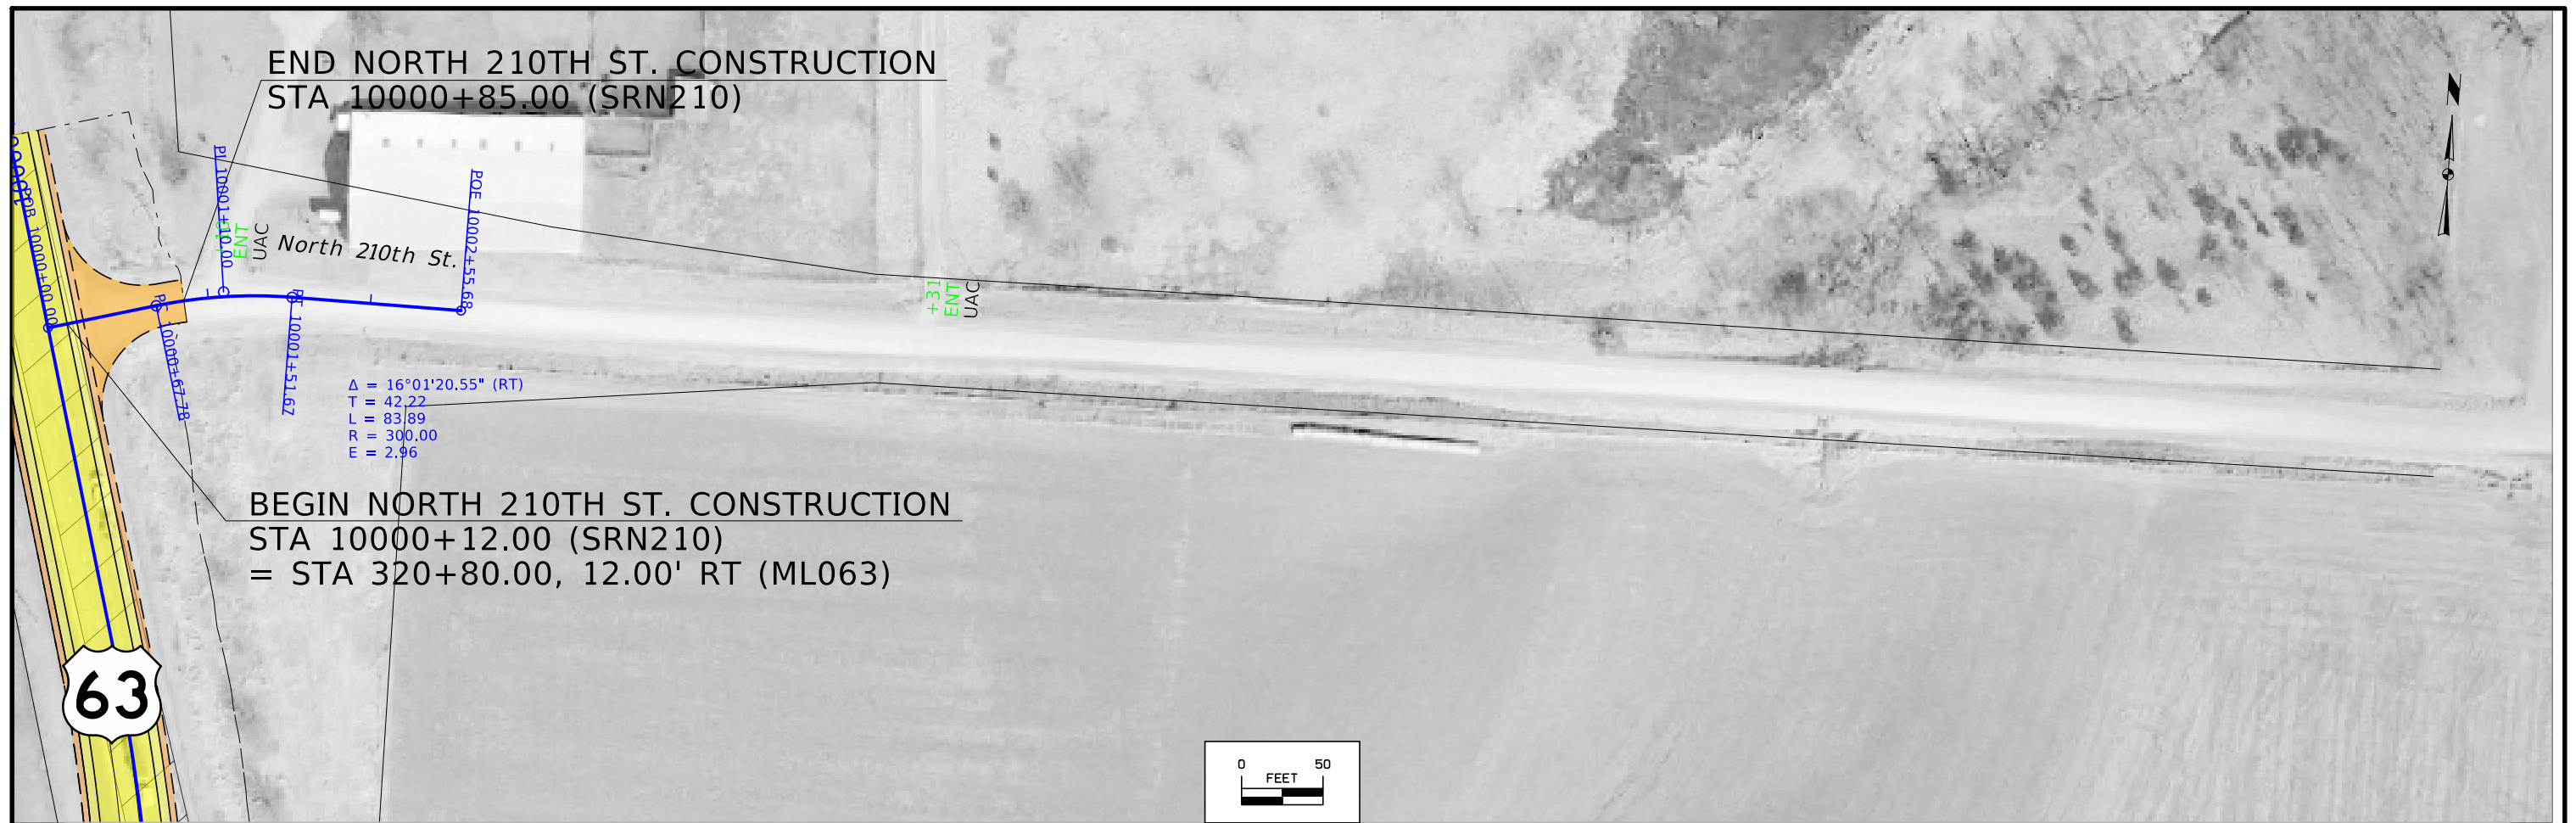 END NORTH 210TH ST. CONSTRUCTION
STA 10000+85.00 (SRN210)
POB 10000+00.00
PI 10001+10.00
ENT
UAC
North 210th St.
POE 10002+55.68
PC 10000+67.78
PT 10001+51.67
+31
ENT
UAC
Δ = 16°01'20.55" (RT)
T = 42.22
L = 83.89
R = 300.00
E = 2.96
BEGIN NORTH 210TH ST. CONSTRUCTION
STA 10000+12.00 (SRN210)
= STA 320+80.00, 12.00' RT (ML063)
63
0 50
FEET